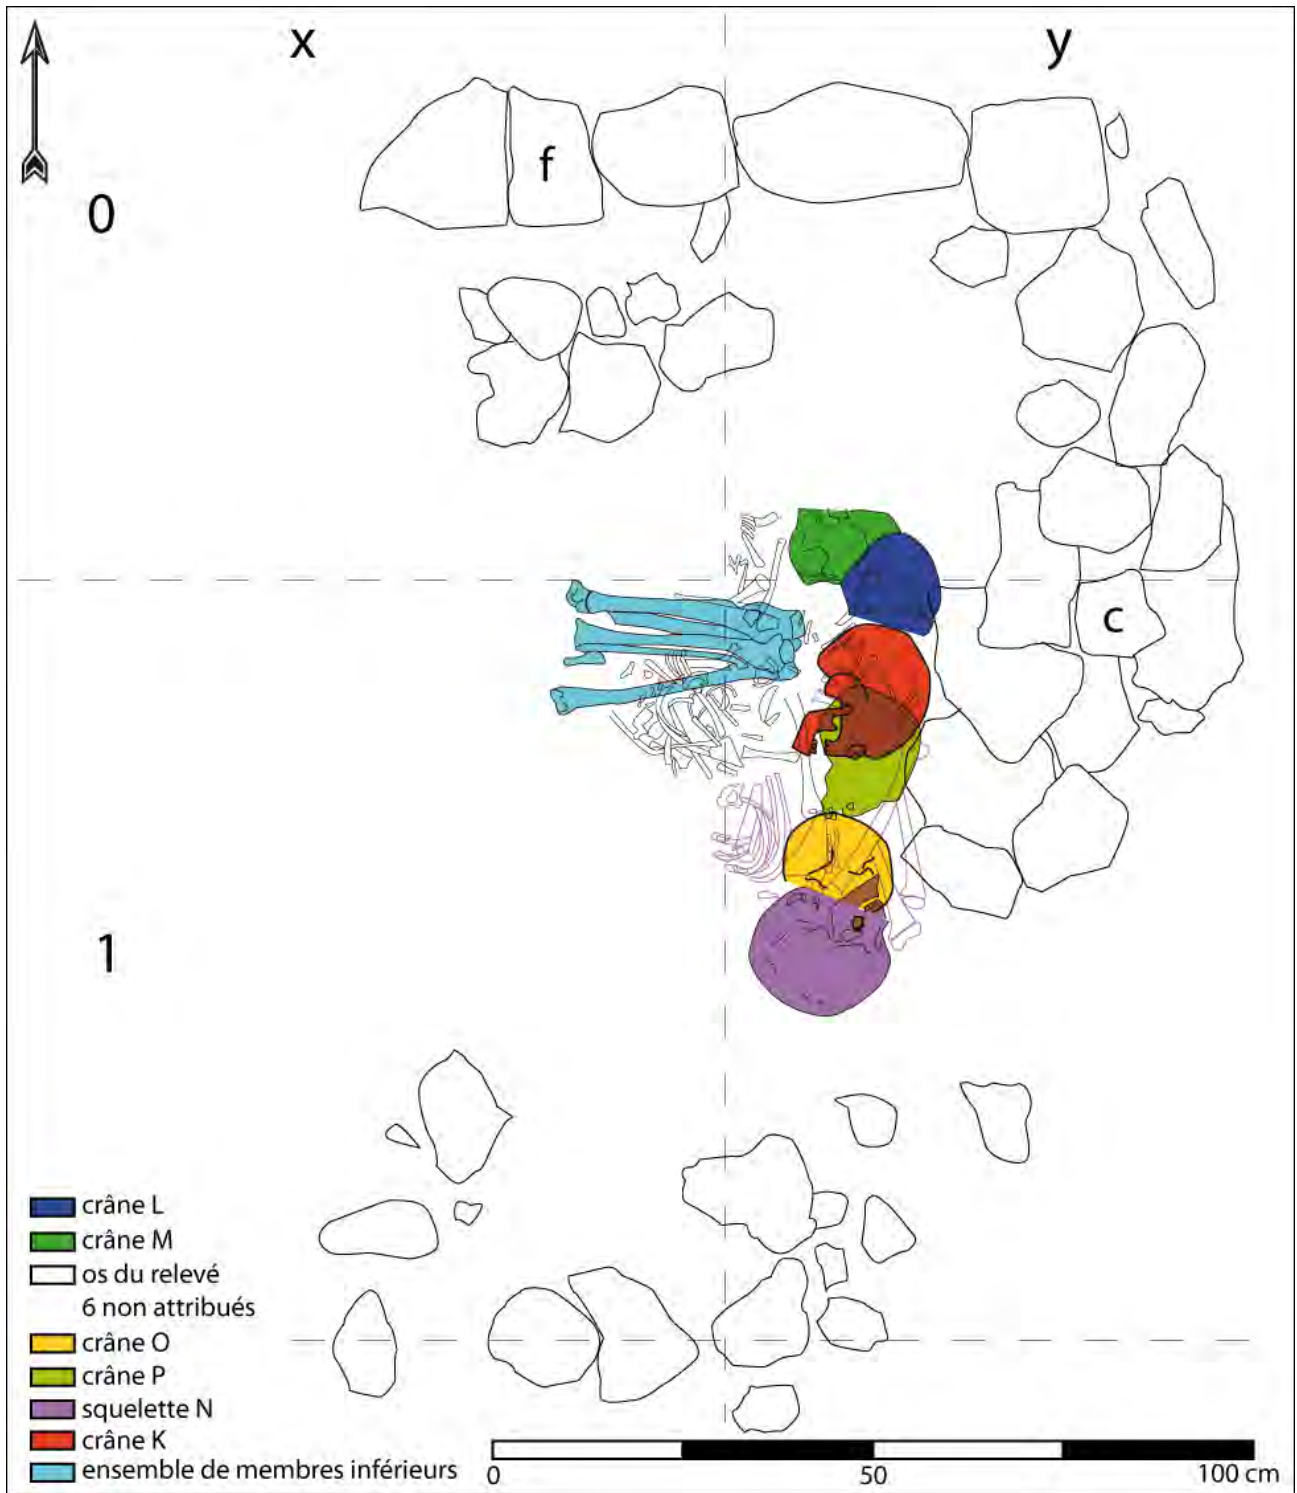 x y
f
0
c
1
crâne L
crâne M
os du relevé
6 non attribués
crâne O
crâne P
squelette N
crâne K
ensemble de membres inférieurs
0 50 100 cm